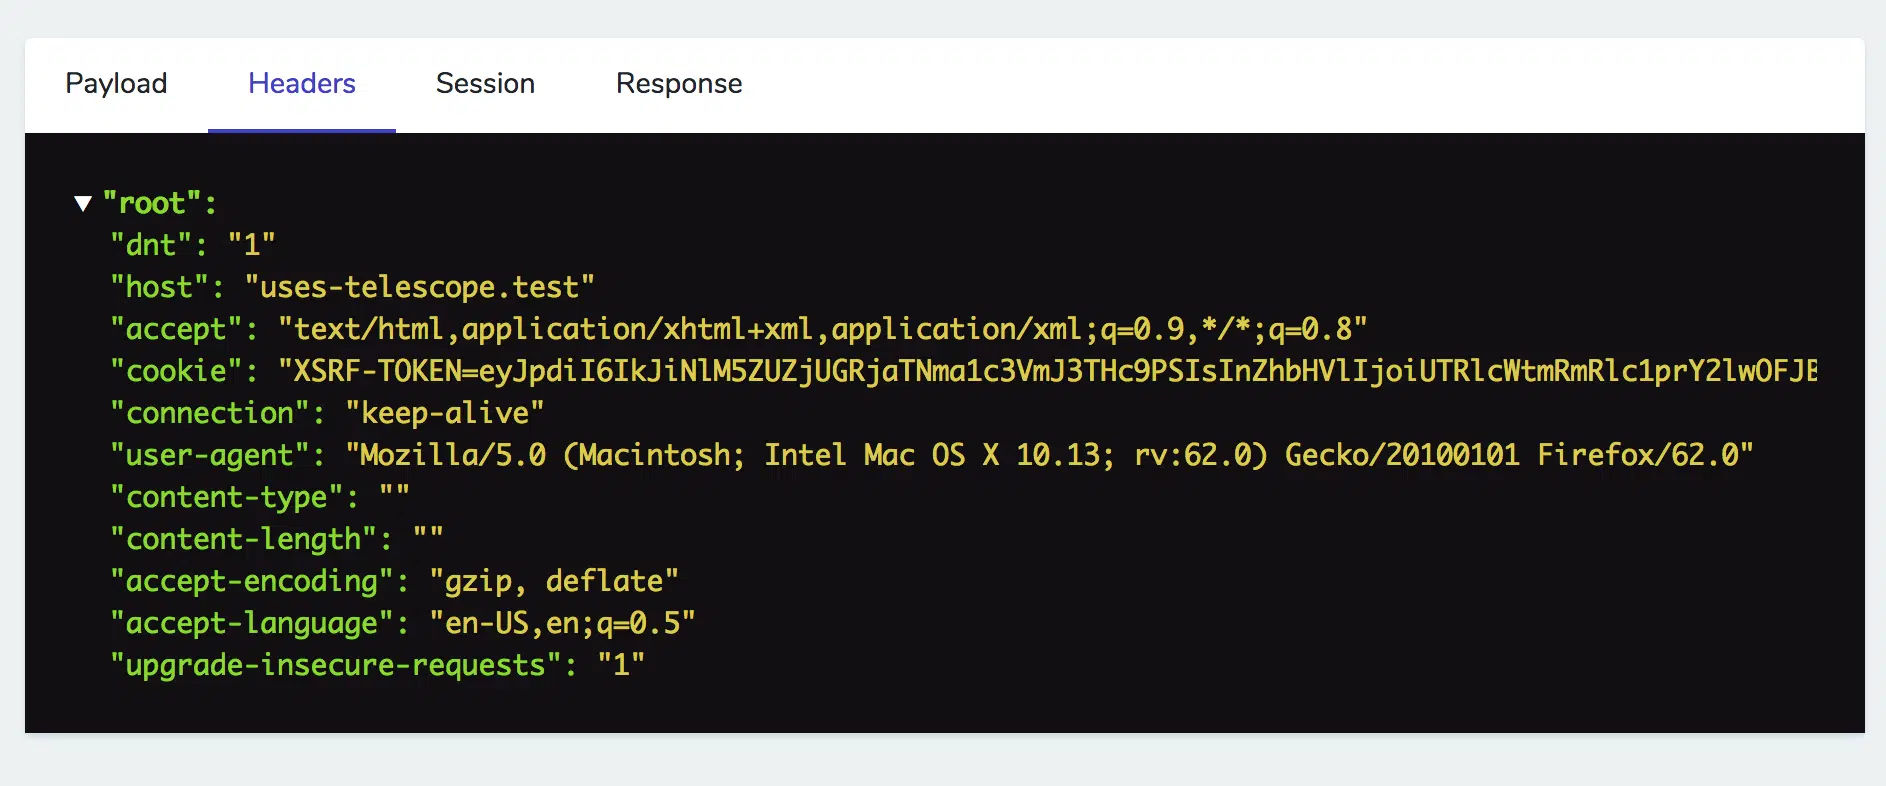 Payload Headers Session Response
▼ "root":
"dnt": "1"
"host": "uses-telescope.test"
"accept": "text/html,application/xhtml+xml,application/xml;q=0.9,*/*;q=0.8"
"cookie": "XSRF-TOKEN=eyJpdiI6IkJiNlM5ZUZjUGRjaTNma1c3VmJ3THc9PSIsInZhbHVlIjoiUTRlcWtmRmRlc1prY2lwOFJB
"connection": "keep-alive"
"user-agent": "Mozilla/5.0 (Macintosh; Intel Mac OS X 10.13; rv:62.0) Gecko/20100101 Firefox/62.0"
"content-type": ""
"content-length": ""
"accept-encoding": "gzip, deflate"
"accept-language": "en-US,en;q=0.5"
"upgrade-insecure-requests": "1"